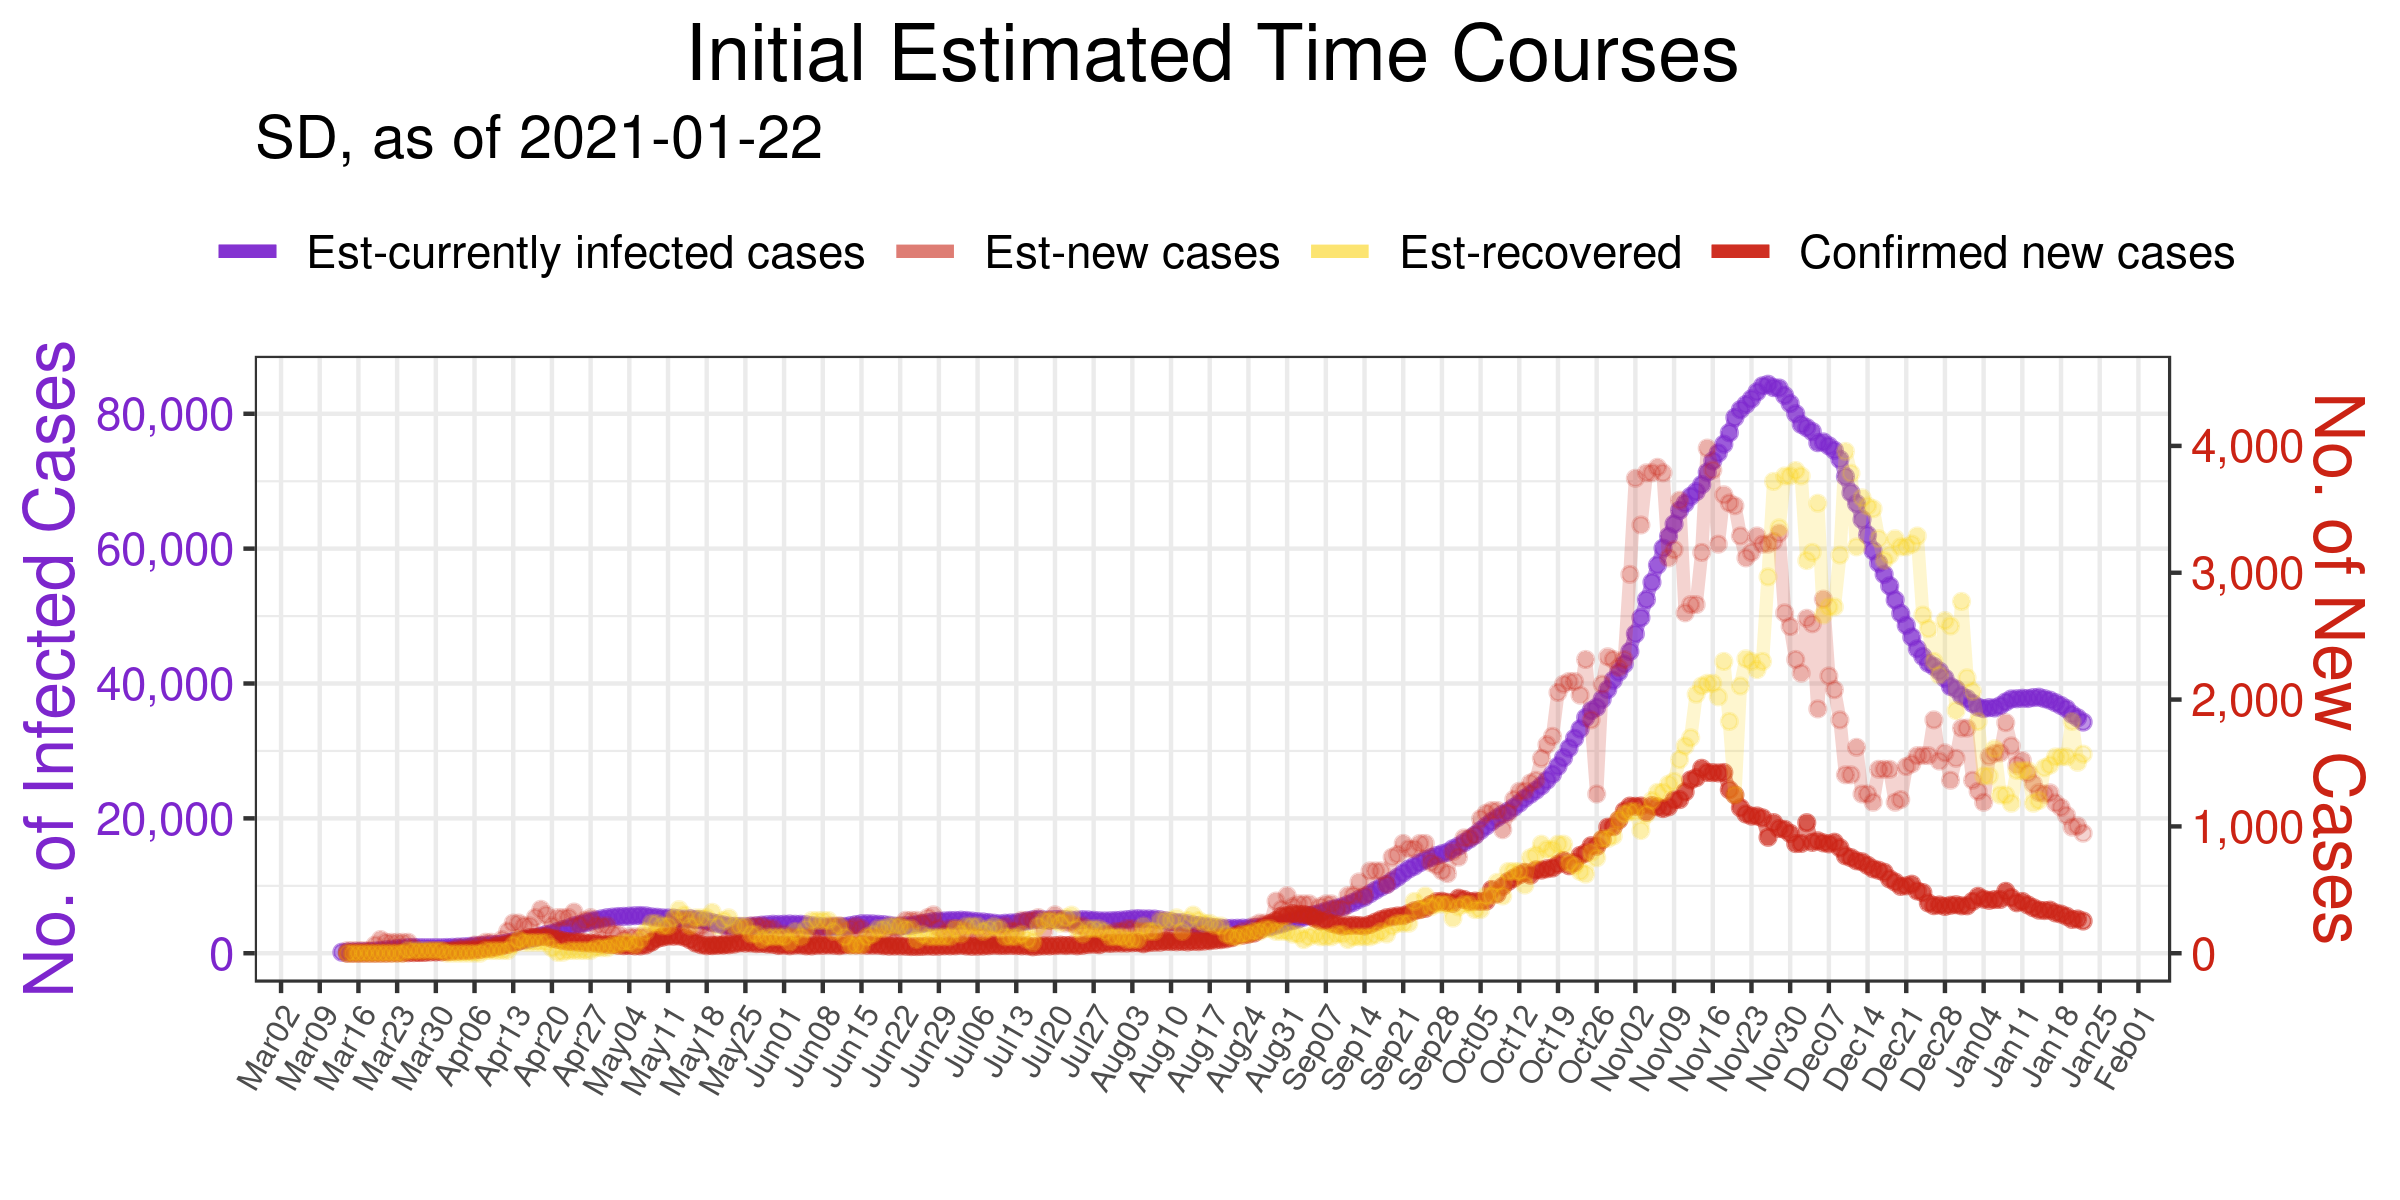 Initial Estimated Time Courses
SD, as of 2021-01-22
Est-currently infected cases Est-new cases Est-recovered Confirmed new cases
No. of Infected Cases
80,000
60,000
40,000
20,000
0
4,000
3,000
2,000
1,000
0
No. of New Cases
Mar02 Mar09 Mar16 Mar23 Mar30 Apr06 Apr13 Apr20 Apr27 May04 May11 May18 May25 Jun01 Jun08 Jun15 Jun22 Jun29 Jul06 Jul13 Jul20 Jul27 Aug03 Aug10 Aug17 Aug24 Aug31 Sep07 Sep14 Sep21 Sep28 Oct05 Oct12 Oct19 Oct26 Nov02 Nov09 Nov16 Nov23 Nov30 Dec07 Dec14 Dec21 Dec28 Jan04 Jan11 Jan18 Jan25 Feb01